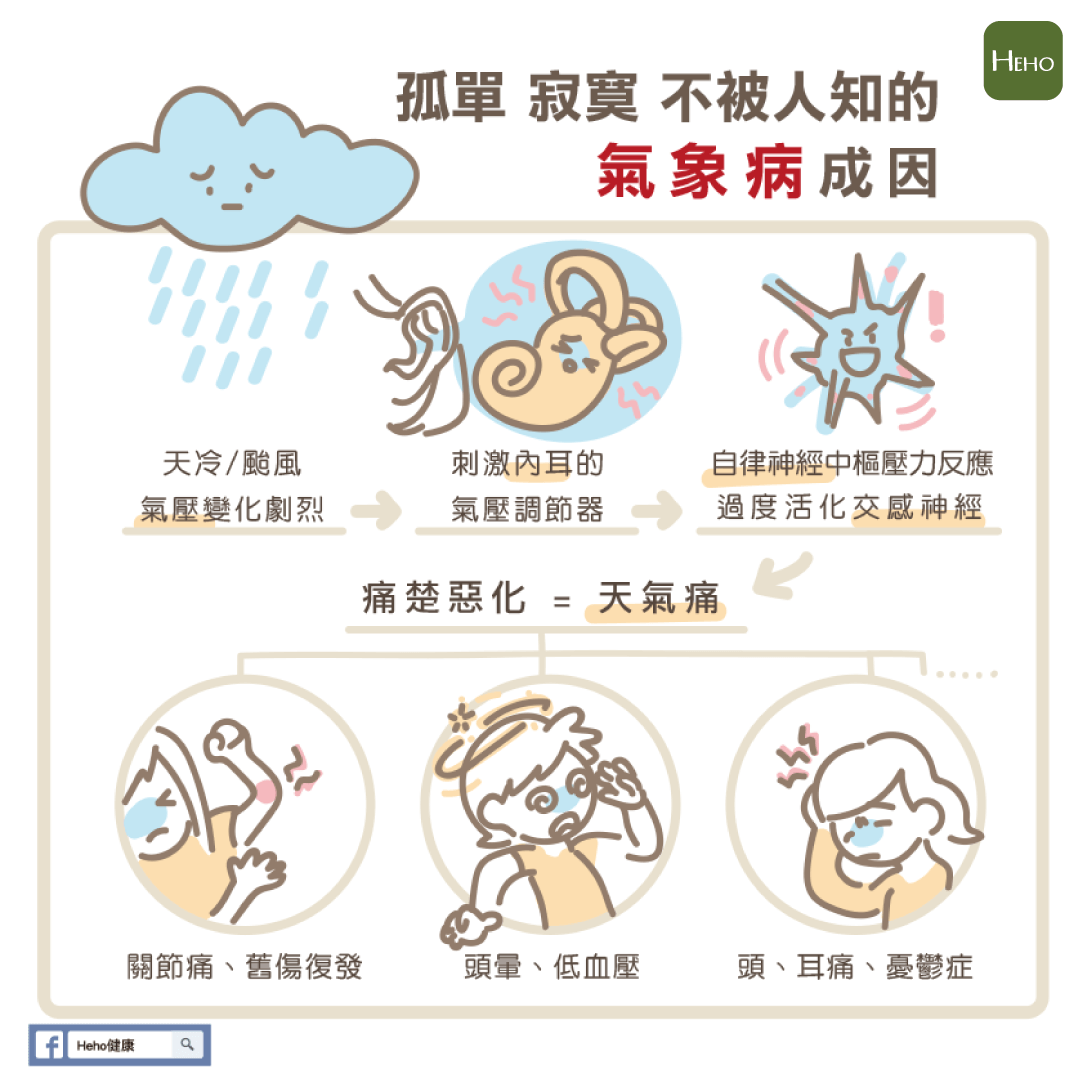 HEHO
孤單 寂寞 不被人知的
氣象病成因
天冷/颱風
氣壓變化劇烈
刺激內耳的
氣壓調節器
自律神經中樞壓力反應
過度活化交感神經
痛楚惡化 = 天氣痛
......
關節痛、舊傷復發
頭暈、低血壓
頭、耳痛、憂鬱症
f Heho健康